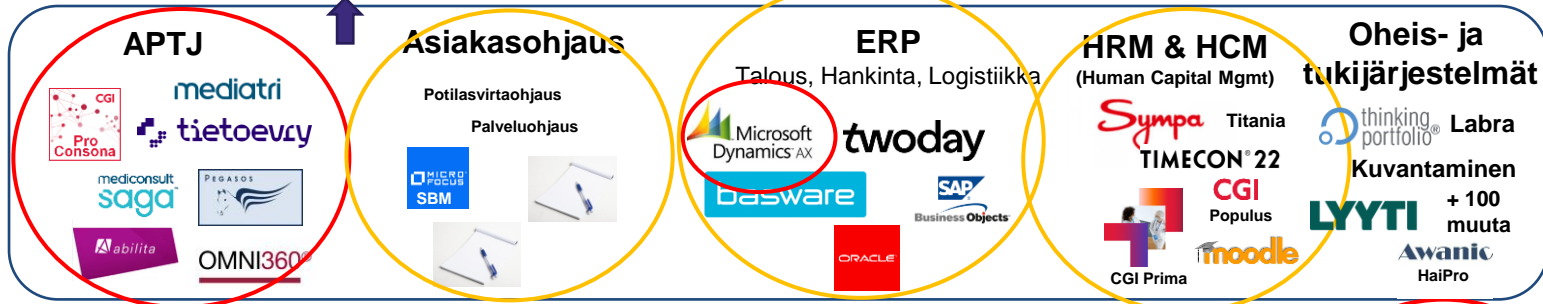 APTJ
CGI
Pro
Consona
mediatri
tietoevry
mediconsult
saga™
PEGASOS
Abilita
OMNI360®
Asiakasohjaus
Potilasvirtaohjaus
Palveluohjaus
MICRO
FOCUS
SBM
ERP
Talous, Hankinta, Logistiikka
Microsoft
Dynamics AX
twoday
basware
SAP
Business Objects
ORACLE
HRM & HCM
(Human Capital Mgmt)
Sympa
Titania
TIMECON® 22
CGI
Populus
CGI Prima
moodle
Oheis- ja
tukijärjestelmät
thinking
portfolio®
Labra
Kuvantaminen
LYYTI
+ 100
muuta
Awanic
HaiPro